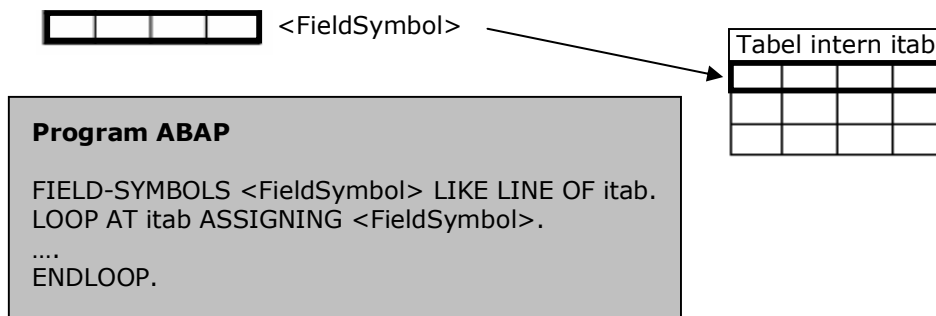 <FieldSymbol>
Tabel intern itab
Program ABAP
FIELD-SYMBOLS <FieldSymbol> LIKE LINE OF itab.
LOOP AT itab ASSIGNING <FieldSymbol>.
….
ENDLOOP.